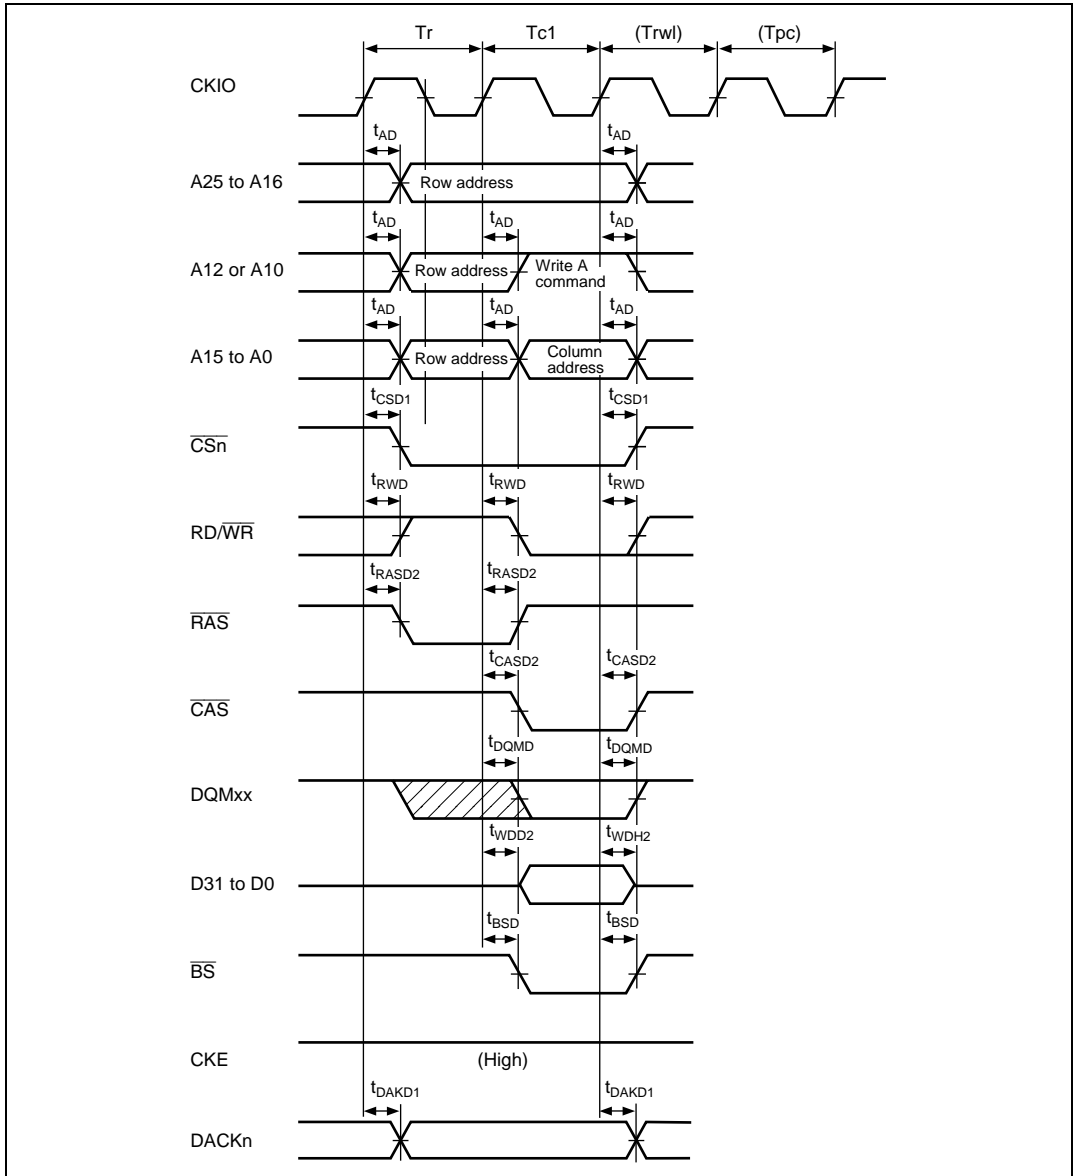 Tr Tc1 (Trwl) (Tpc)
CKIO
tAD tAD
A25 to A16 Row address
tAD tAD tAD
A12 or A10 Row address Write A command
tAD tAD tAD
A15 to A0 Row address Column address
tCSD1 tCSD1
CSn
tRWD tRWD tRWD
RD/WR
tRASD2 tRASD2
RAS
tCASD2 tCASD2
CAS
tDQMD tDQMD
DQMxx
tWDD2 tWDH2
D31 to D0
tBSD tBSD
BS
CKE (High)
tDAKD1 tDAKD1
DACKn